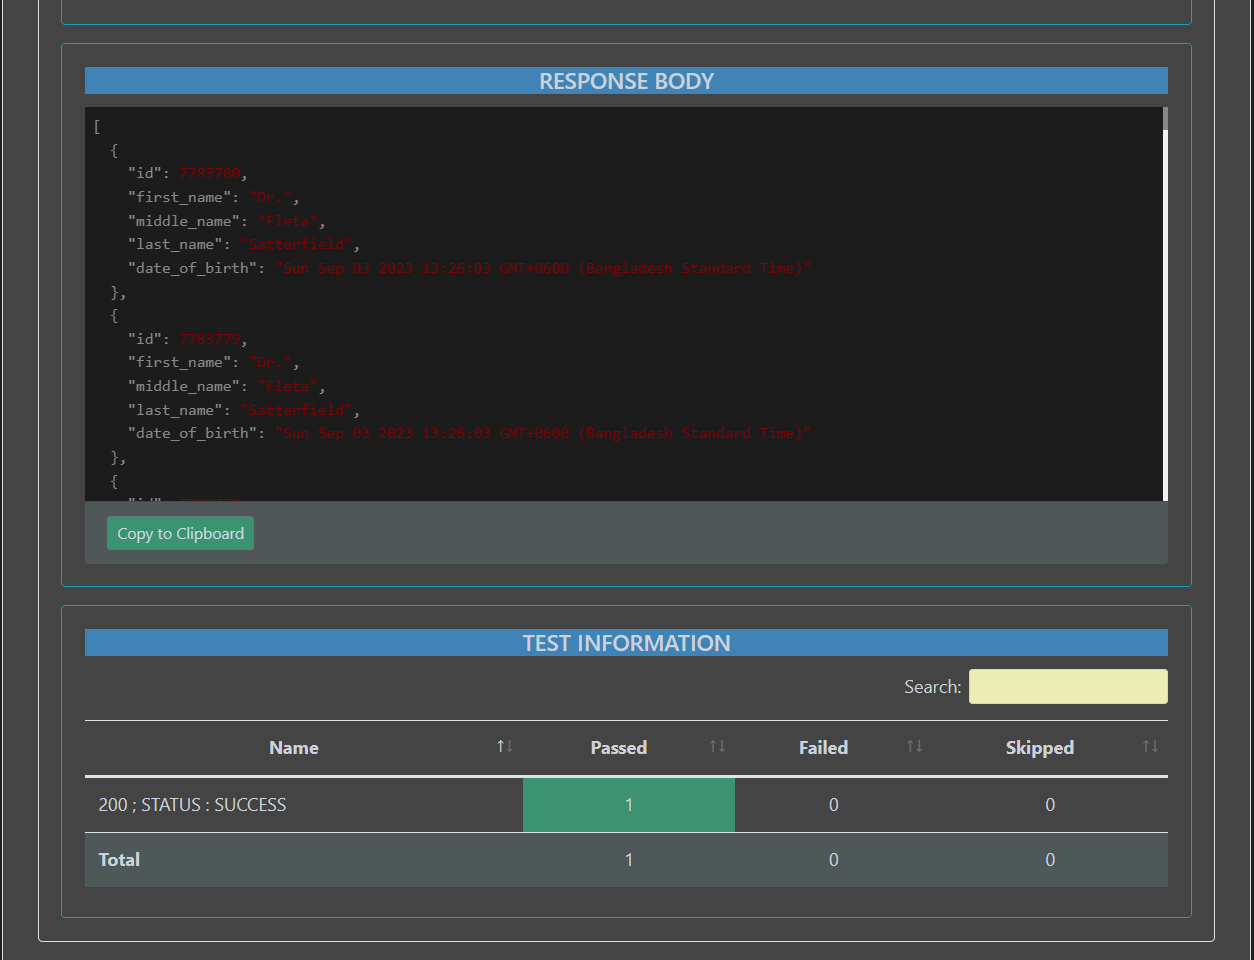 RESPONSE BODY
[
  {
    "id": 7783780,
    "first_name": "Dr.",
    "middle_name": "Fleta",
    "last_name": "Satterfield",
    "date_of_birth": "Sun Sep 03 2023 13:26:03 GMT+0600 (Bangladesh Standard Time)"
  },
  {
    "id": 7783779,
    "first_name": "Dr.",
    "middle_name": "Fleta",
    "last_name": "Satterfield",
    "date_of_birth": "Sun Sep 03 2023 13:26:03 GMT+0600 (Bangladesh Standard Time)"
  },
  {
Copy to Clipboard
TEST INFORMATION
Search:
Name ↑↓ Passed ↑↓ Failed ↑↓ Skipped ↑↓
200 ; STATUS : SUCCESS 1 0 0
Total 1 0 0